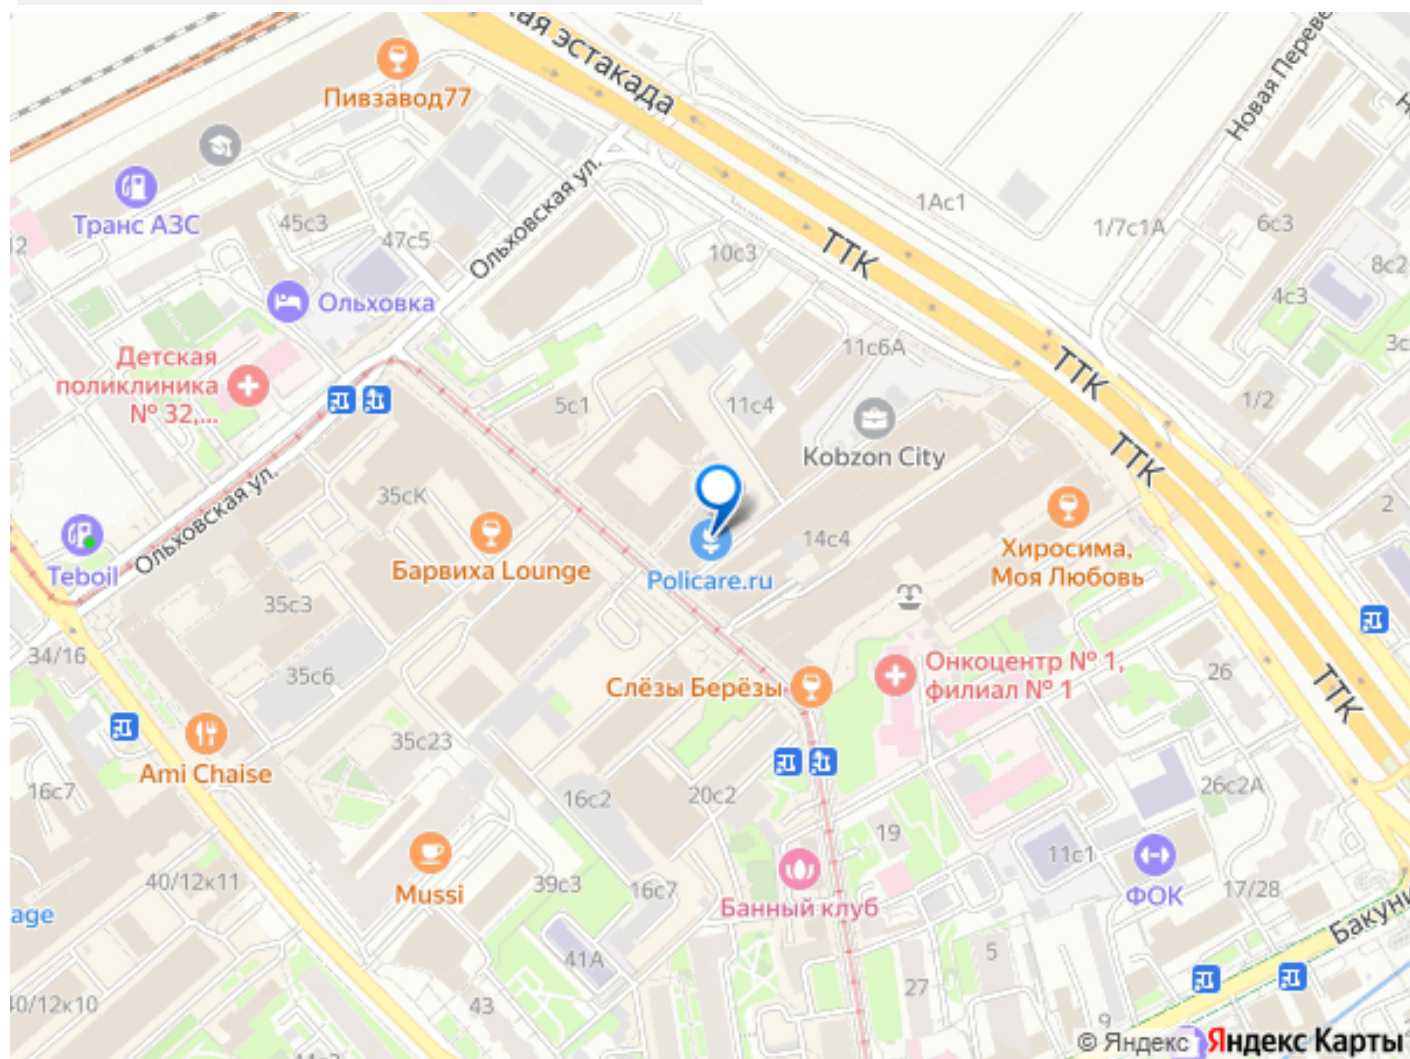 ая эстакада
Пивзавод77
Новая Переве
Транс АЗС
45с3
47с5
Ольховская ул.
12
10с3
ТТК
1Ас1
1/7с1А
6с3
8с2
4с3
3с
Ольховка
Детская
поликлиника
№ 32,...
5с1
11с4
11с6А
ТТК
1/2
Kobzon City
ТТК
35сК
Ольховская ул.
Teboil
Барвиха Lounge
Policare.ru
14с4
Хиросима,
Моя Любовь
2
35с3
34/16
35с6
Слёзы Берёзы
Онкоцентр № 1,
филиал № 1
26
ТТК
35с23
Ami Chaise
16с7
16с2
20с2
26с2А
19
11с1
Mussi
40/12к11
39с3
16с7
Банный клуб
ФОК
17/28
age
Бакуни
41А
5
27
40/12к10
43
9
© Яндекс
Яндекс Карты